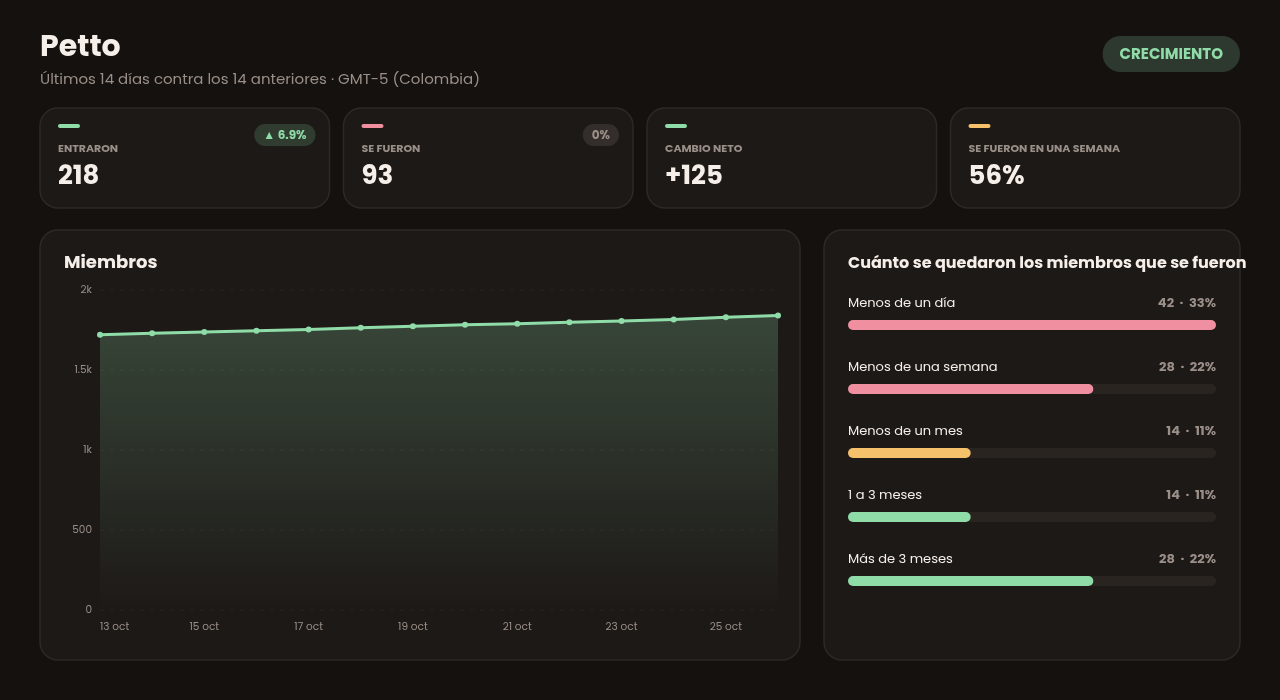 Petto
Últimos 14 días contra los 14 anteriores · GMT-5 (Colombia)
CRECIMIENTO
ENTRARON
▲ 6.9%
218
SE FUERON
0%
93
CAMBIO NETO
+125
SE FUERON EN UNA SEMANA
56%
Miembros
2k
1.5k
1k
500
0
13 oct
15 oct
17 oct
19 oct
21 oct
23 oct
25 oct
Cuánto se quedaron los miembros que se fueron
Menos de un día
42 · 33%
Menos de una semana
28 · 22%
Menos de un mes
14 · 11%
1 a 3 meses
14 · 11%
Más de 3 meses
28 · 22%